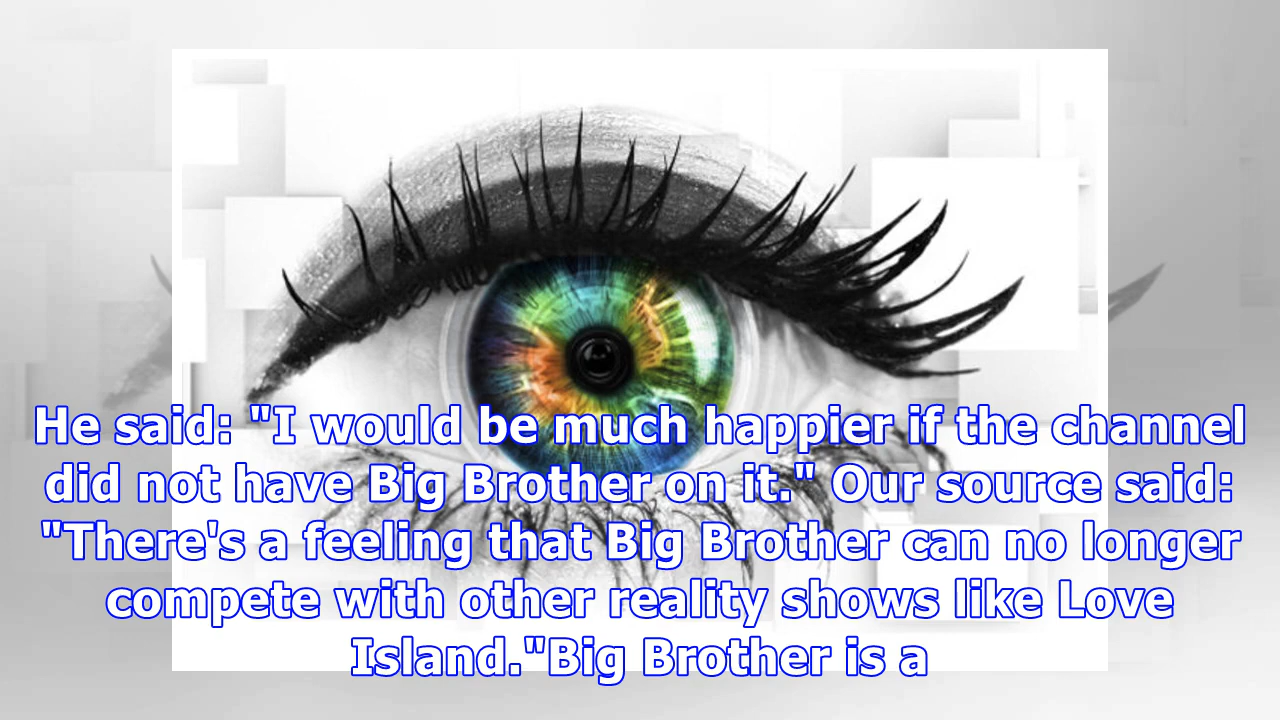 He said: "I would be much happier if the channel
did not have Big Brother on it." Our source said:
"There's a feeling that Big Brother can no longer
compete with other reality shows like Love
Island."Big Brother is a